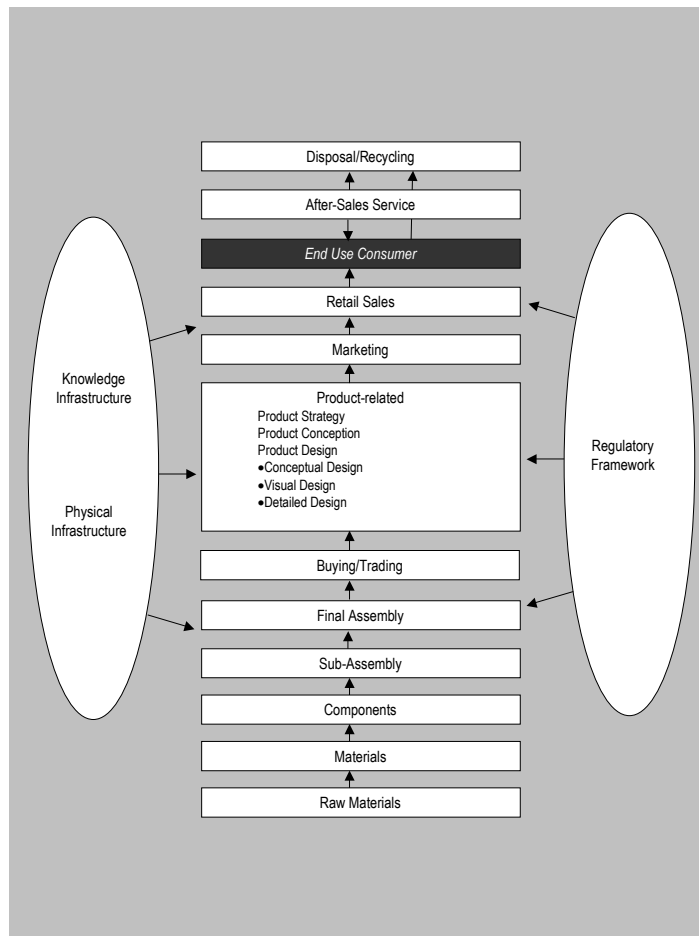 Disposal/Recycling
After-Sales Service
End Use Consumer
Retail Sales
Marketing
Knowledge
Infrastructure
Physical
Infrastructure
Product-related
Product Strategy
Product Conception
Product Design
•Conceptual Design
•Visual Design
•Detailed Design
Regulatory
Framework
Buying/Trading
Final Assembly
Sub-Assembly
Components
Materials
Raw Materials